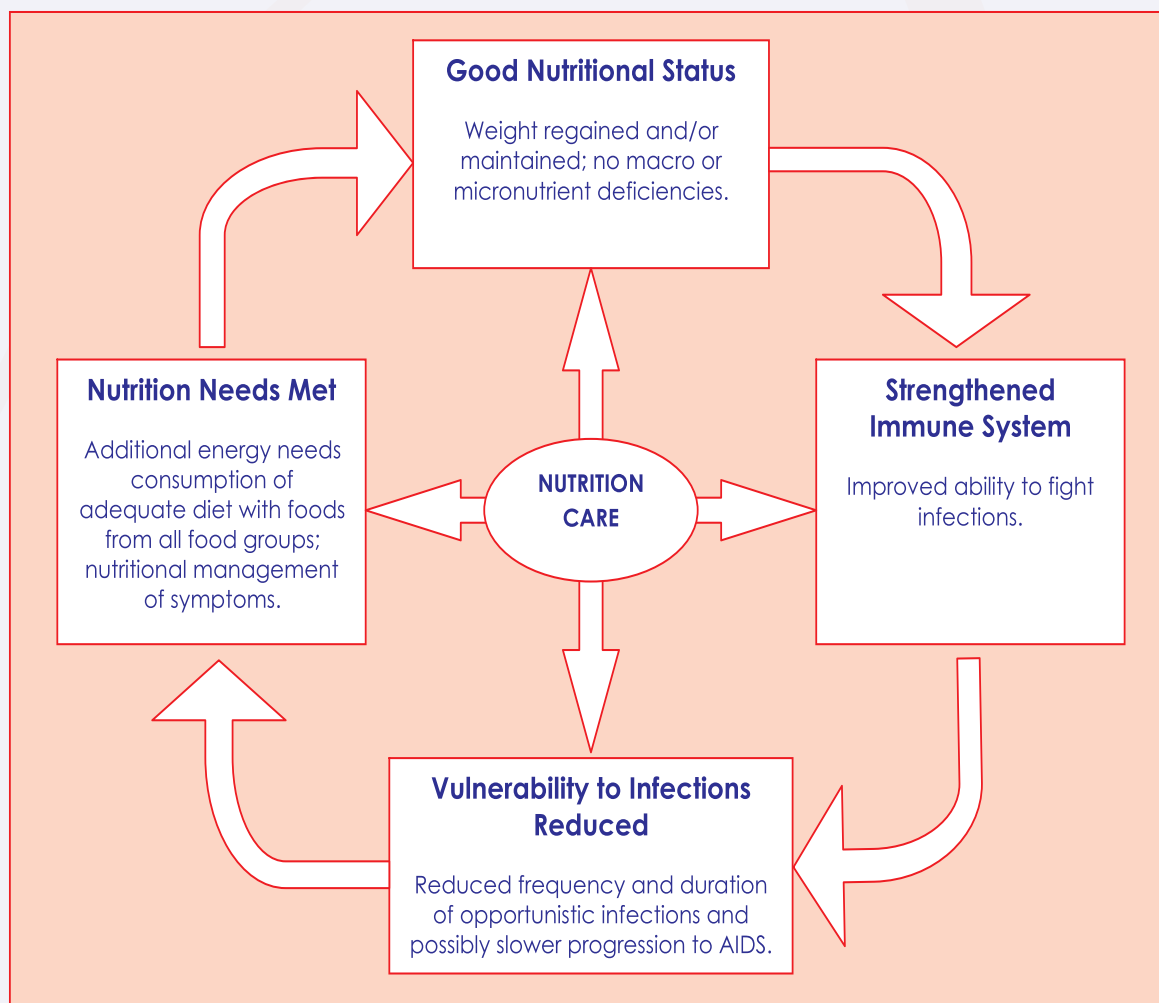 Good Nutritional Status
Weight regained and/or
maintained; no macro or
micronutrient deficiencies.
Nutrition Needs Met
Additional energy needs
consumption of
adequate diet with foods
from all food groups;
nutritional management
of symptoms.
NUTRITION
CARE
Strengthened
Immune System
Improved ability to fight
infections.
Vulnerability to Infections
Reduced
Reduced frequency and duration
of opportunistic infections and
possibly slower progression to AIDS.